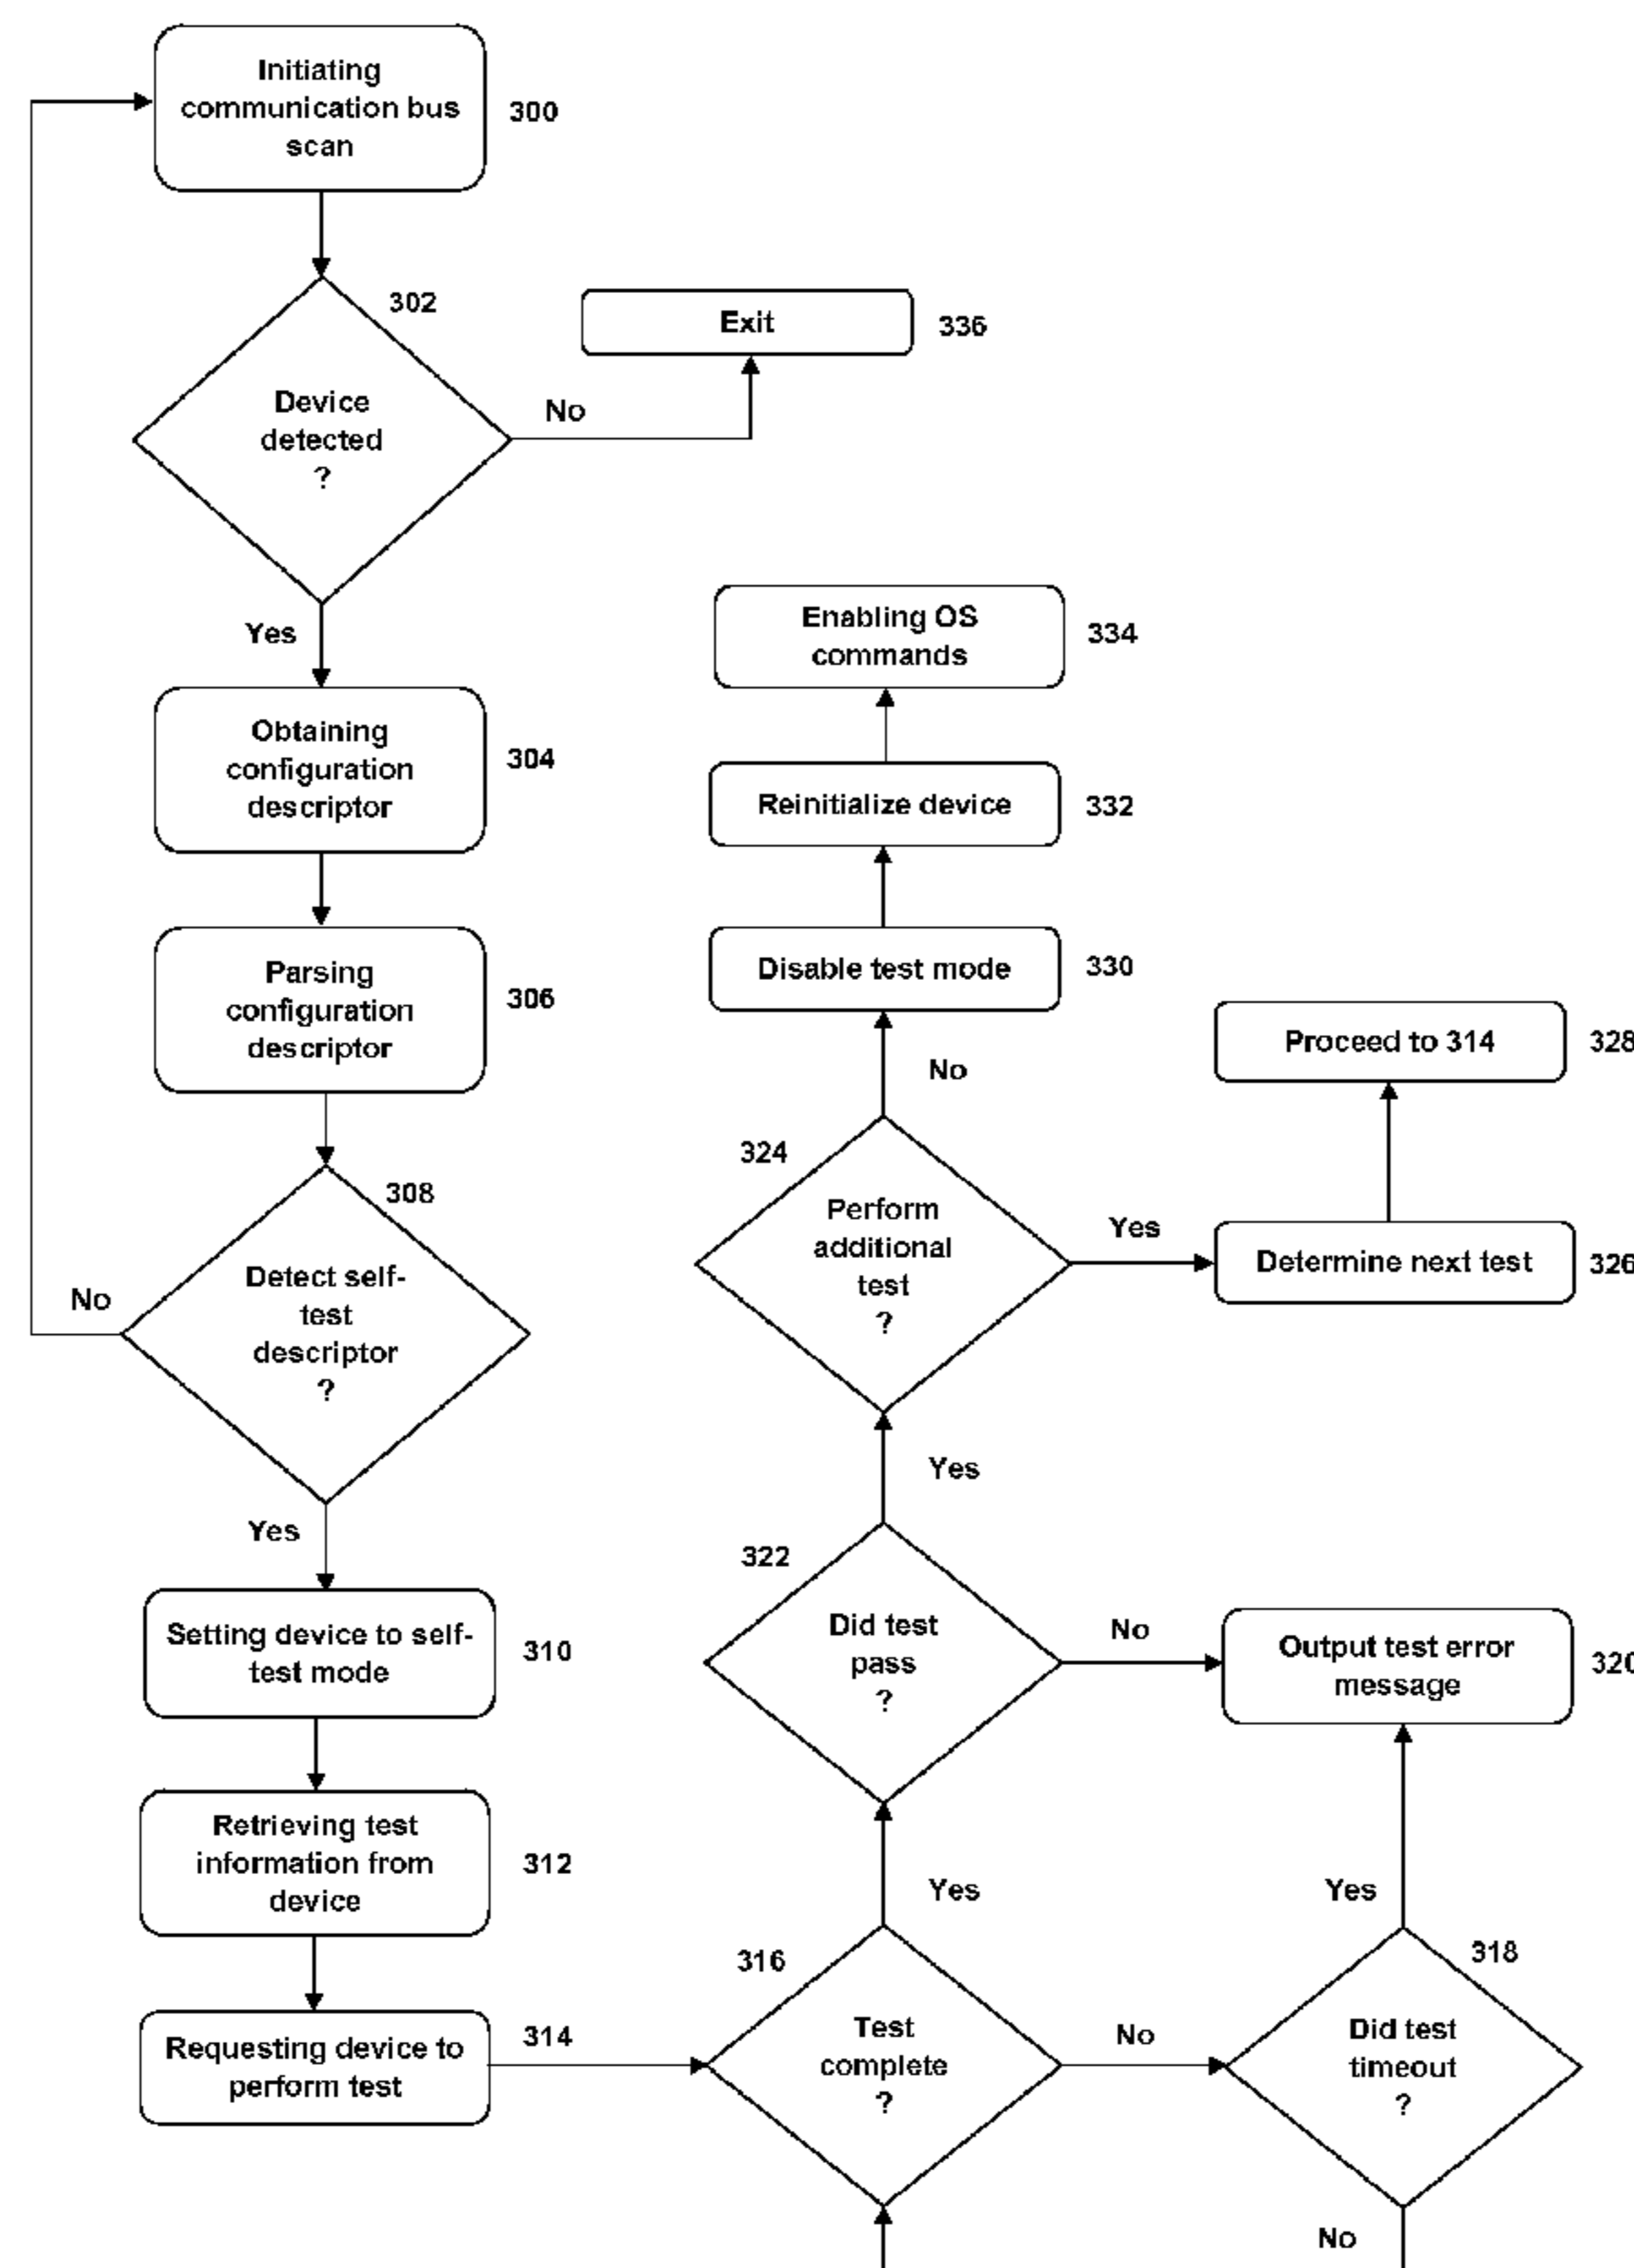 Initiating
communication bus
scan
300
302
Device
detected
?
No
Exit
336
Yes
Obtaining
configuration
descriptor
304
Parsing
configuration
descriptor
306
308
Detect self-
test
descriptor
?
No
Yes
Setting device to self-
test mode
310
Retrieving test
information from
device
312
Requesting device to
perform test
314
Enabling OS
commands
334
Reinitialize device
332
Disable test mode
330
No
324
Perform
additional
test
?
Yes
Proceed to 314
328
Determine next test
326
Yes
322
Did test
pass
?
No
Output test error
message
320
Yes
316
Test
complete
?
No
Yes
318
Did test
timeout
?
No